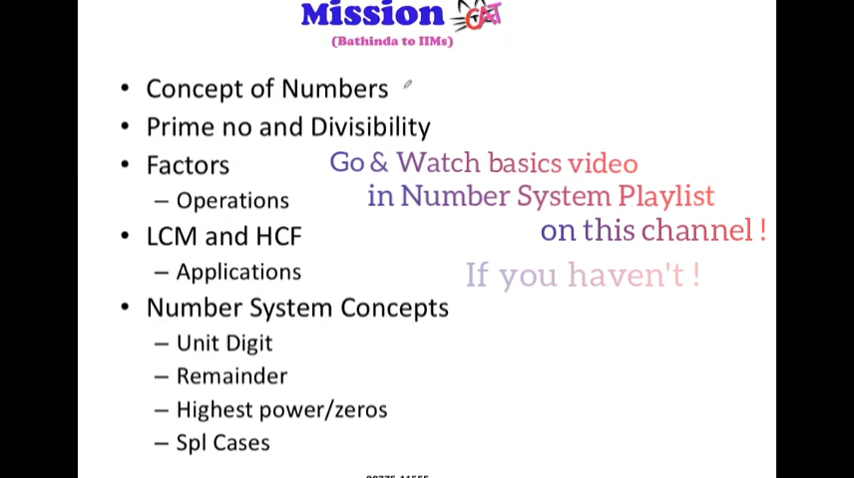 Mission CAT
(Bathinda to IIMs)
• Concept of Numbers
• Prime no and Divisibility
• Factors
Go & Watch basics video
– Operations
in Number System Playlist
• LCM and HCF
on this channel !
– Applications
If you haven't !
• Number System Concepts
– Unit Digit
– Remainder
– Highest power/zeros
– Spl Cases